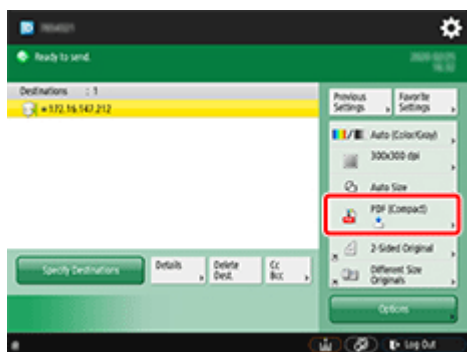 Ready to send.
Destinations : 1
172.16.147.212
Previous Settings
Favorite Settings
Auto (Color/Gray)
300x300 dpi
Auto Size
PDF (Compact)
2-Sided Original
Different Size Originals
Specify Destinations
Details
Delete Dest.
Cc Bcc
Options
Log Out